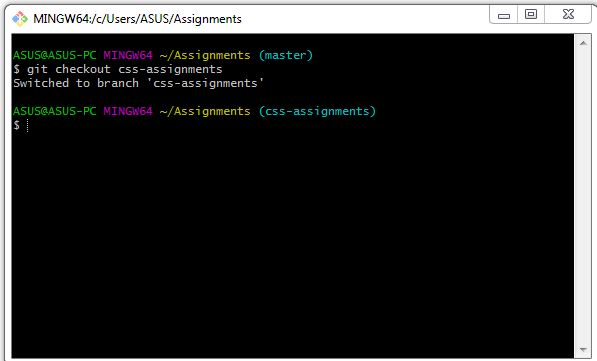 MINGW64:/c/Users/ASUS/Assignments
ASUS@ASUS-PC MINGW64 ~/Assignments (master)
$ git checkout css-assignments
Switched to branch 'css-assignments'
ASUS@ASUS-PC MINGW64 ~/Assignments (css-assignments)
$